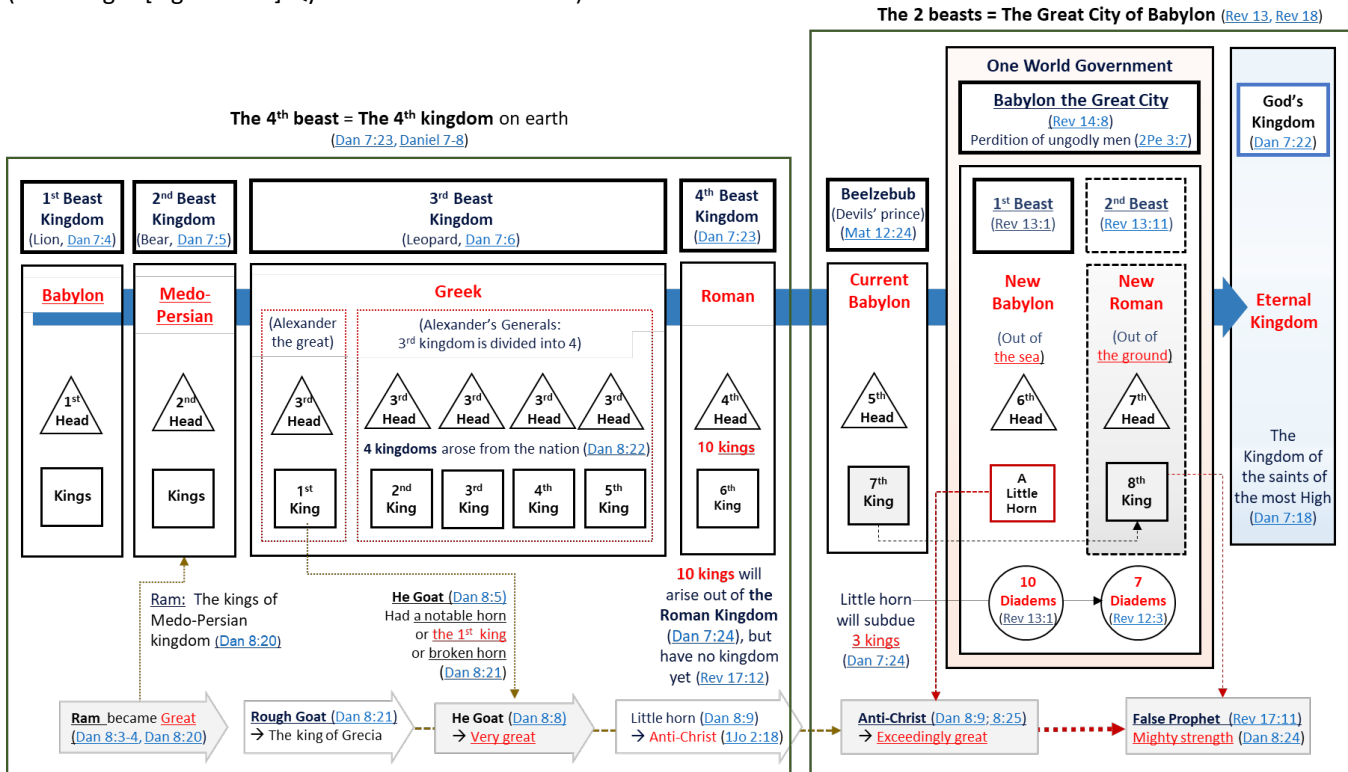 The 2 beasts = The Great City of Babylon (Rev 13, Rev 18)
The 4th beast = The 4th kingdom on earth
(Dan 7:23, Daniel 7-8)
1st Beast
Kingdom
(Lion, Dan 7:4)
2nd Beast
Kingdom
(Bear, Dan 7:5)
3rd Beast
Kingdom
(Leopard, Dan 7:6)
4th Beast
Kingdom
(Dan 7:23)
Babylon
Medo-
Persian
Greek
Roman
(Alexander
the great)
(Alexander's Generals:
3rd kingdom is divided into 4)
1st
Head
2nd
Head
3rd
Head
3rd
Head
3rd
Head
3rd
Head
3rd
Head
4th
Head
4 kingdoms arose from the nation (Dan 8:22)
10 kings
Kings
Kings
1st
King
2nd
King
3rd
King
4th
King
5th
King
6th
King
Ram: The kings of
Medo-Persian
kingdom (Dan 8:20)
He Goat (Dan 8:5)
Had a notable horn
or the 1st king
or broken horn
(Dan 8:21)
10 kings will
arise out of the
Roman Kingdom
(Dan 7:24), but
have no kingdom
yet (Rev 17:12)
One World Government
Babylon the Great City
(Rev 14:8)
Perdition of ungodly men (2Pe 3:7)
Beelzebub
(Devils' prince)
(Mat 12:24)
1st Beast
(Rev 13:1)
2nd Beast
(Rev 13:11)
Current
Babylon
New
Babylon
New
Roman
(Out of
the sea)
(Out of
the ground)
5th
Head
6th
Head
7th
Head
7th
King
A
Little
Horn
8th
King
Little horn
will subdue
3 kings
(Dan 7:24)
10
Diadems
(Rev 13:1)
7
Diadems
(Rev 12:3)
God's
Kingdom
(Dan 7:22)
Eternal
Kingdom
The
Kingdom of
the saints of
the most High
(Dan 7:18)
Ram became Great
(Dan 8:3-4, Dan 8:20)
Rough Goat (Dan 8:21)
→ The king of Grecia
He Goat (Dan 8:8)
→ Very great
Little horn (Dan 8:9)
→ Anti-Christ (1Jo 2:18)
Anti-Christ (Dan 8:9; 8:25)
→ Exceedingly great
False Prophet (Rev 17:11)
Mighty strength (Dan 8:24)